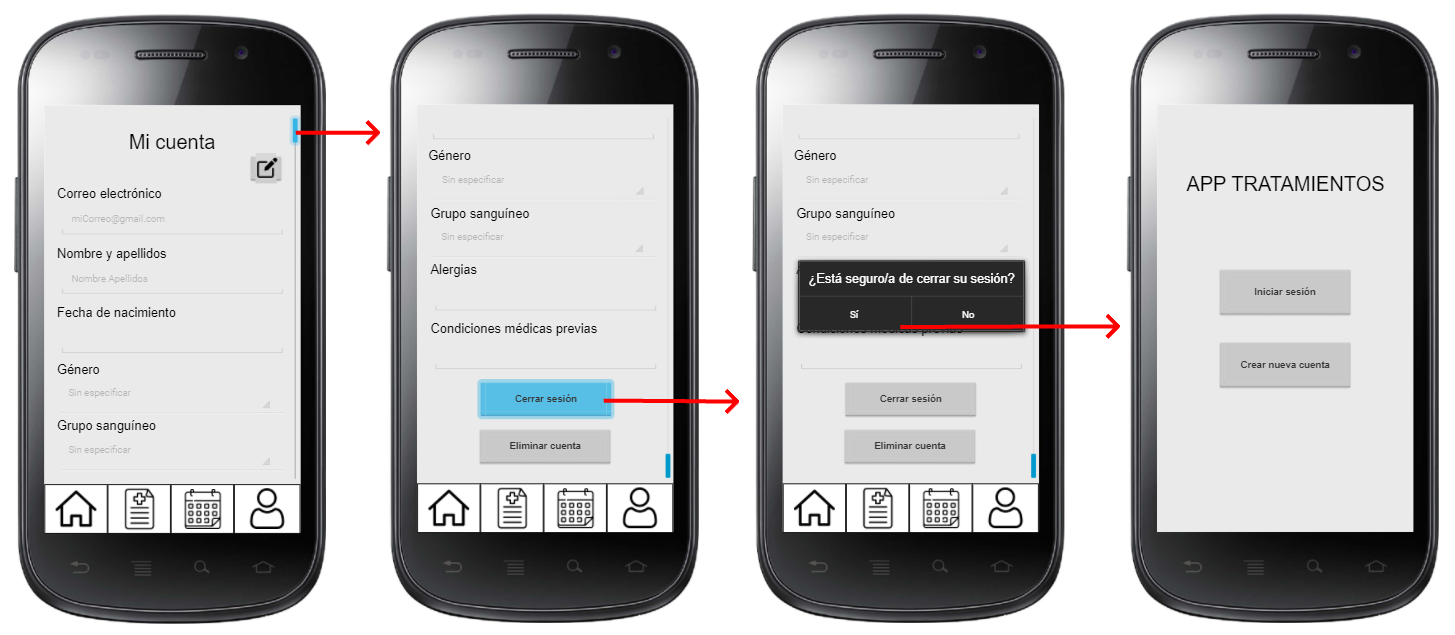 Mi cuenta
Correo electrónico
miCorreo@gmail.com
Nombre y apellidos
Nombre Apellidos
Fecha de nacimiento
Género
Sin especificar
Grupo sanguíneo
Sin especificar
Género
Sin especificar
Grupo sanguíneo
Sin especificar
Alergias
Condiciones médicas previas
Cerrar sesión
Eliminar cuenta
Género
Sin especificar
Grupo sanguíneo
Sin especificar
¿Está seguro/a de cerrar su sesión?
Sí No
Condiciones médicas previas
Cerrar sesión
Eliminar cuenta
APP TRATAMIENTOS
Iniciar sesión
Crear nueva cuenta